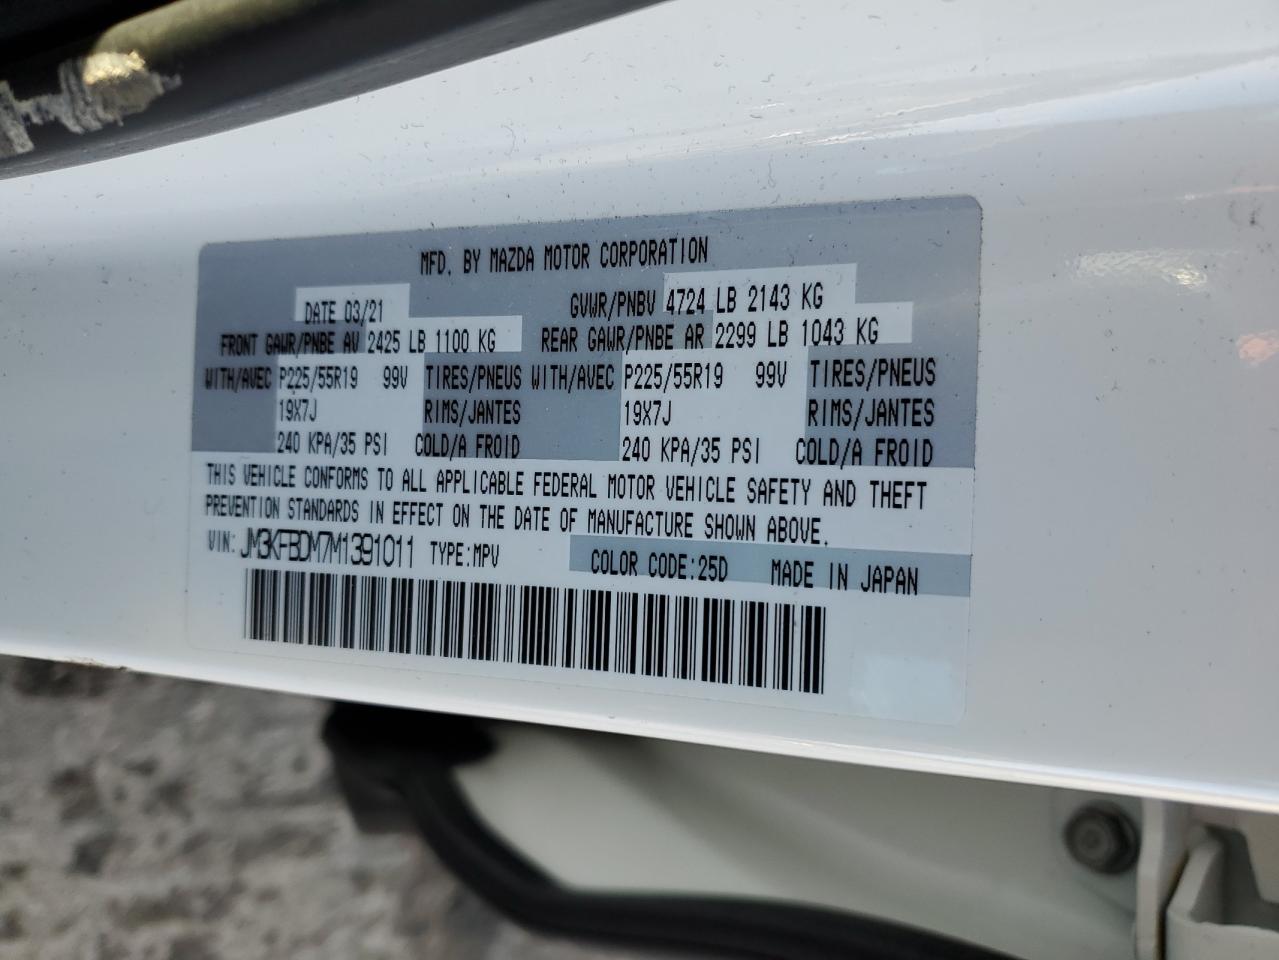 MFD. BY MAZDA MOTOR CORPORATION
DATE 03/21 GVWR/PNBV 4724 LB 2143 KG
FRONT GAWR/PNBE AV 2425 LB 1100 KG REAR GAWR/PNBE AR 2299 LB 1043 KG
WITH/AVEC P225/55R19 99V TIRES/PNEUS WITH/AVEC P225/55R19 99V TIRES/PNEUS
19X7J RIMS/JANTES 19X7J RIMS/JANTES
240 KPA/35 PSI COLD/A FROID 240 KPA/35 PSI COLD/A FROID
THIS VEHICLE CONFORMS TO ALL APPLICABLE FEDERAL MOTOR VEHICLE SAFETY AND THEFT
PREVENTION STANDARDS IN EFFECT ON THE DATE OF MANUFACTURE SHOWN ABOVE.
VIN: JM3KFBDM7M1391011 TYPE:MPV COLOR CODE:25D MADE IN JAPAN